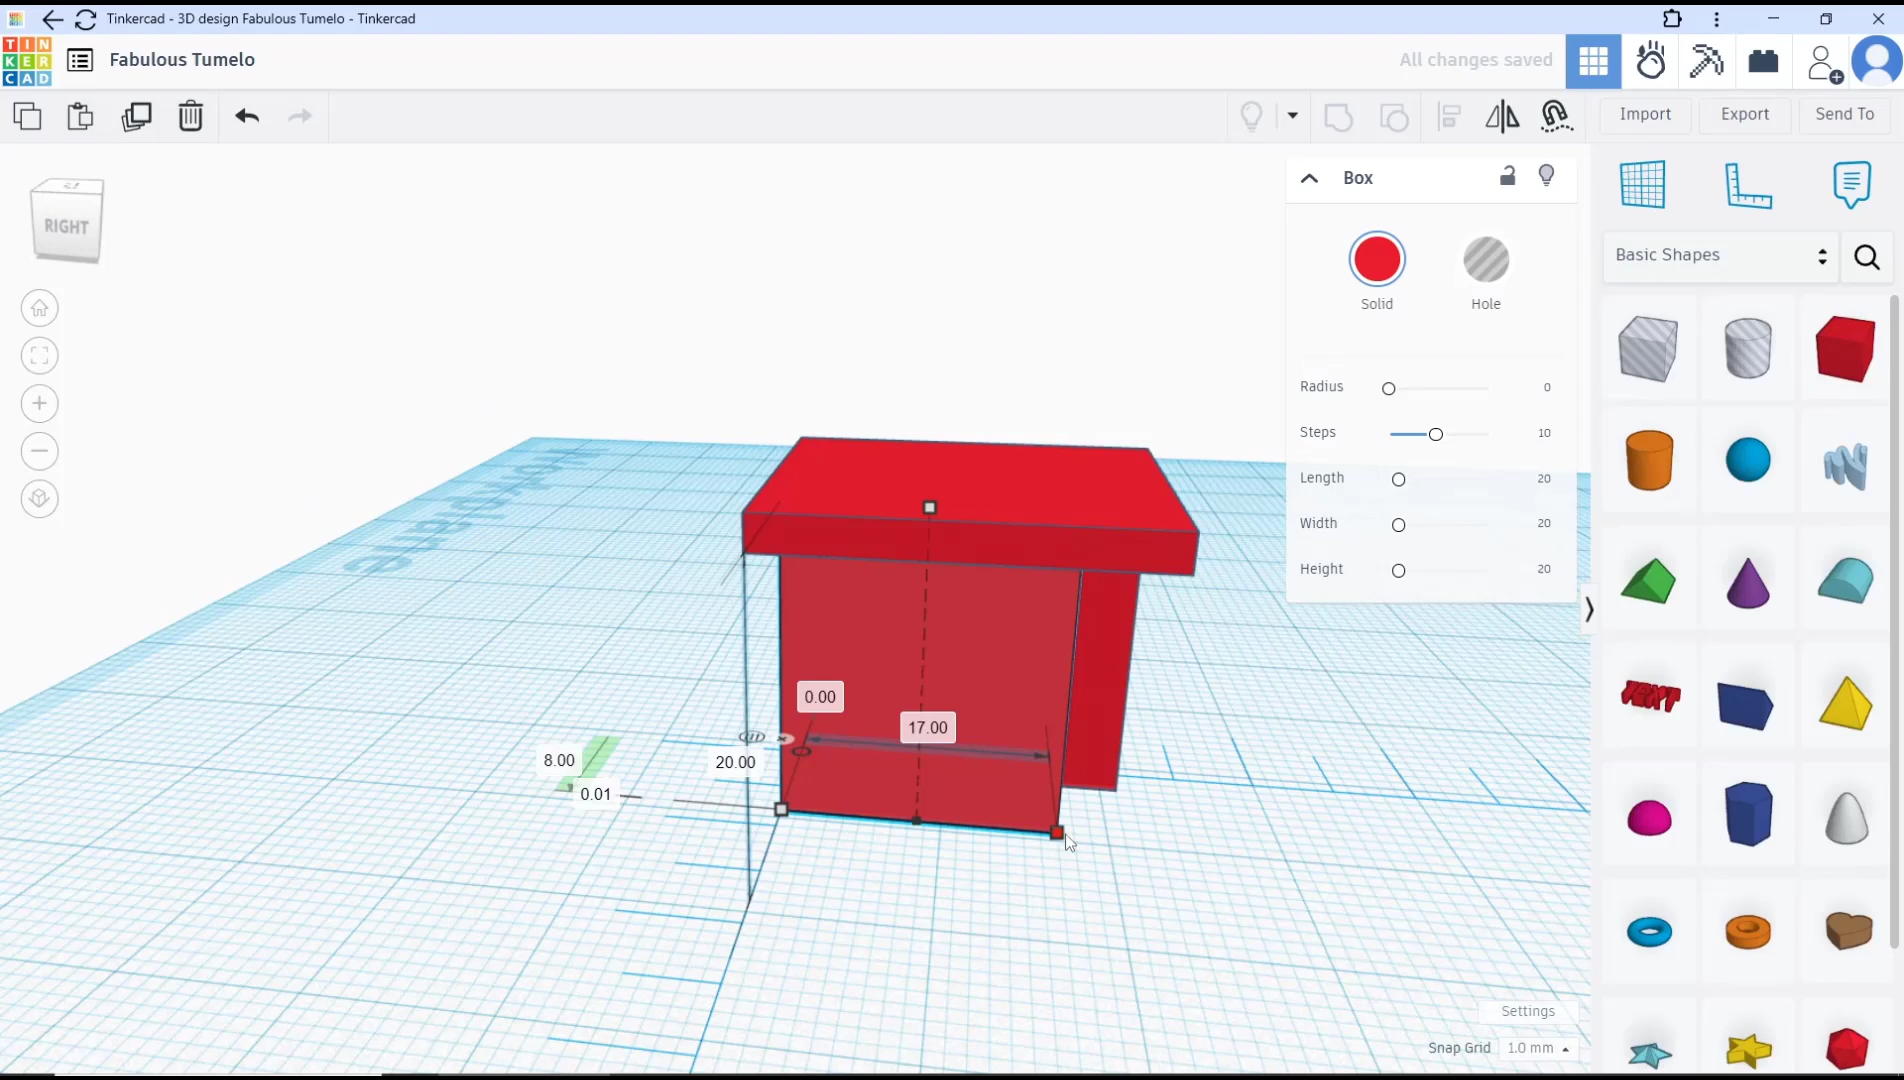 Tinkercad - 3D design Fabulous Tumelo - Tinkercad
TIN
KER
CAD
Fabulous Tumelo
All changes saved
Import
Export
Send To
RIGHT
Box
Solid
Hole
Radius 0
Steps 10
Length 20
Width 20
Height 20
Basic Shapes
TEXT
Workplane
0.00
17.00
8.00
20.00
0.01
Settings
Snap Grid 1.0 mm